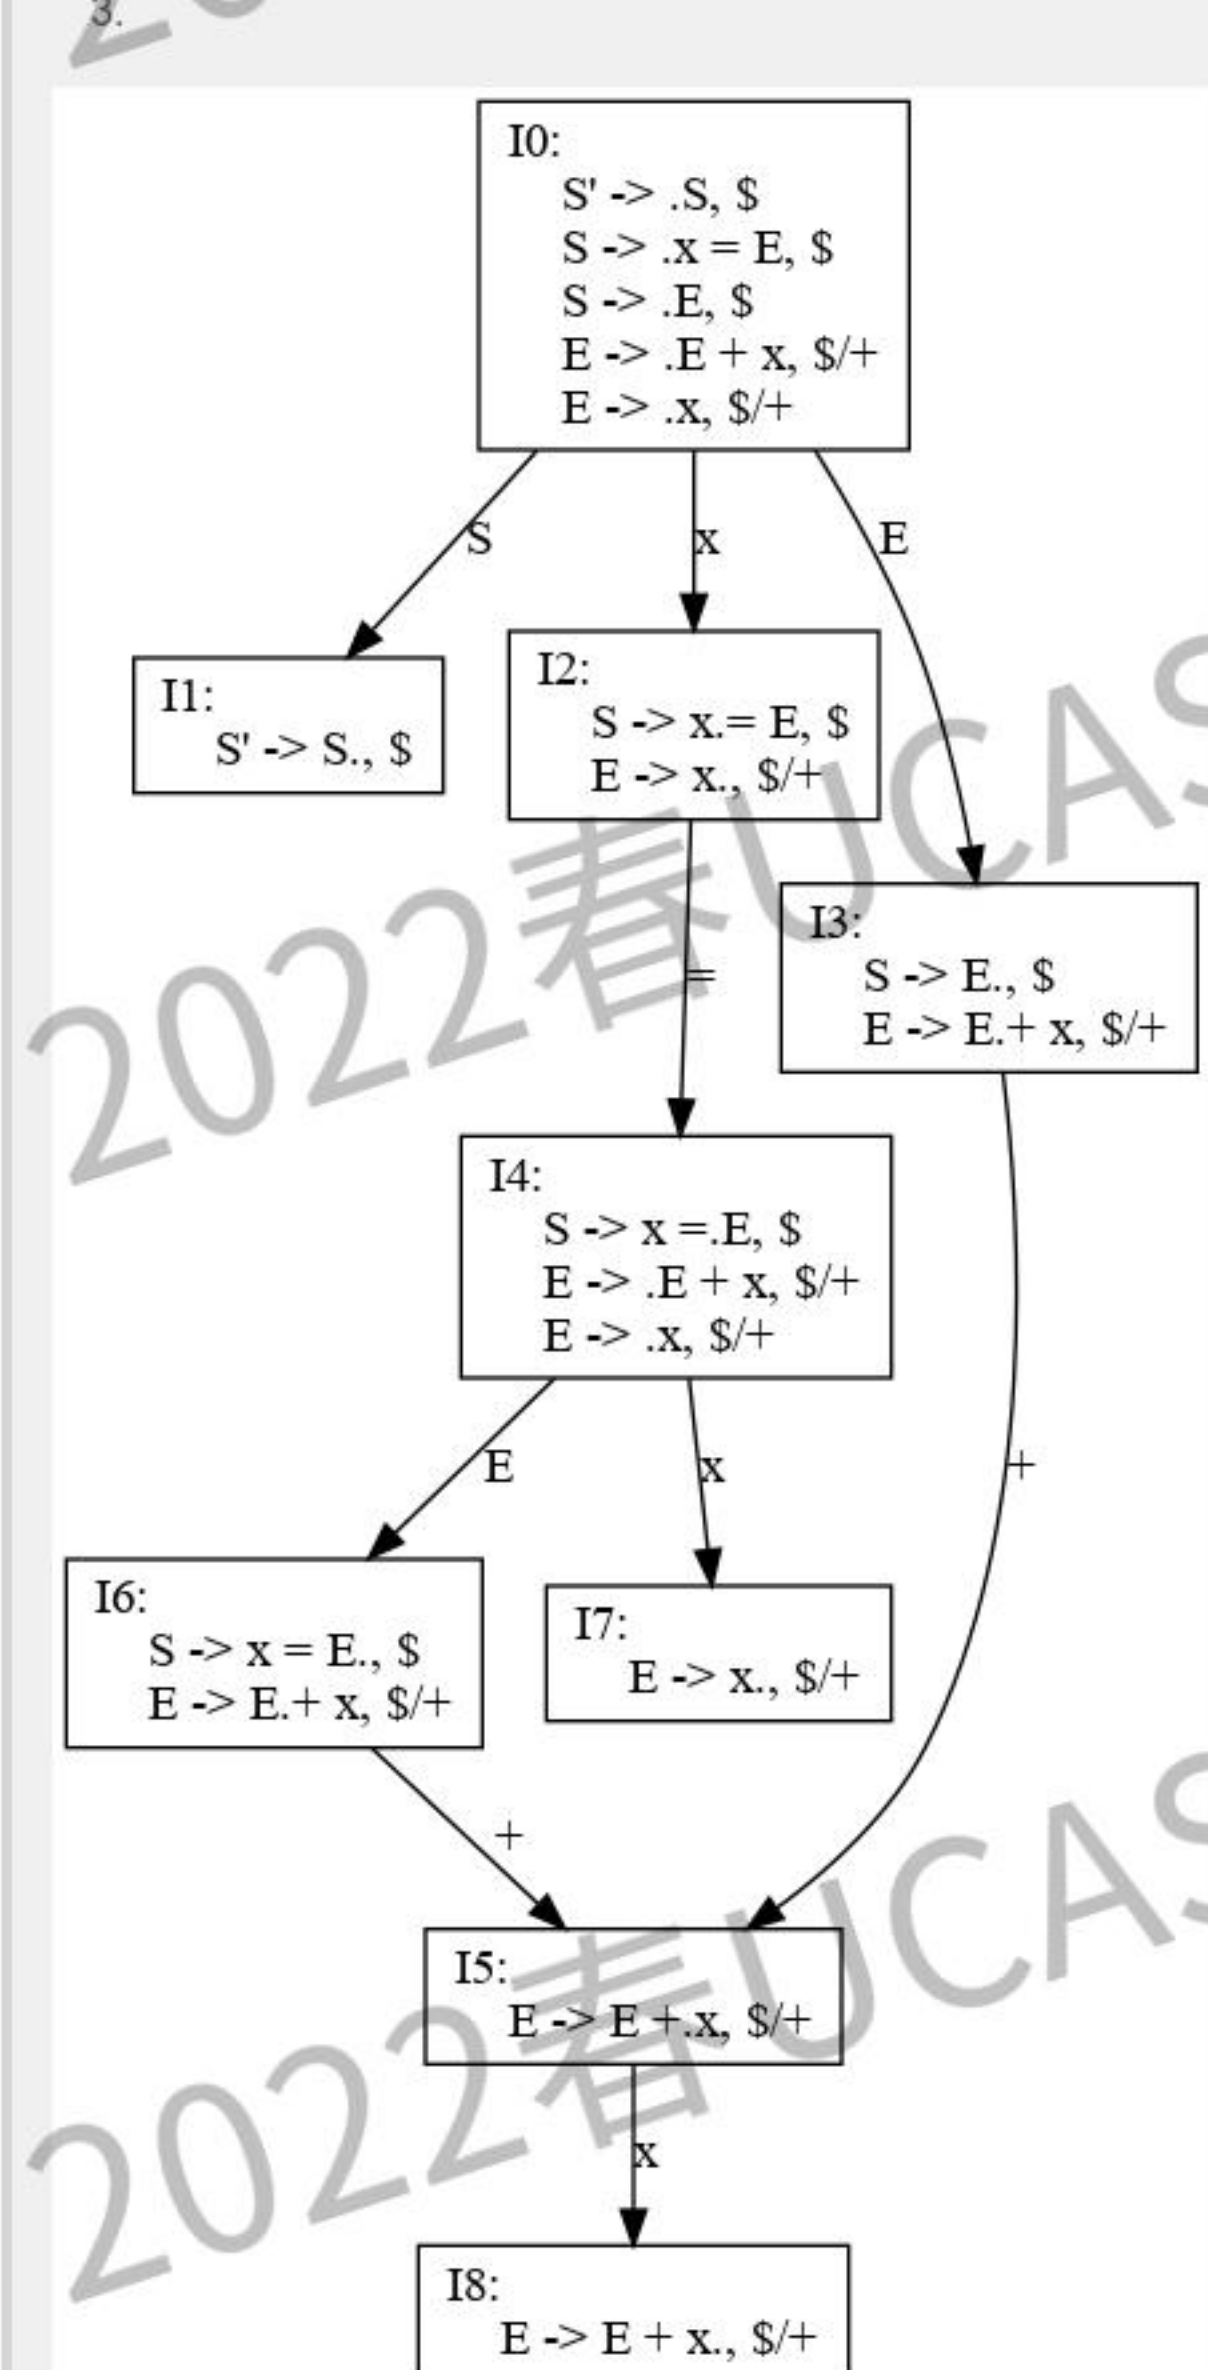 3.
I0:
S' -> .S, $
S -> .x = E, $
S -> .E, $
E -> .E + x, $/+
E -> .x, $/+
S
x
E
I1:
S' -> S., $
I2:
S -> x.= E, $
E -> x., $/+
=
I3:
S -> E., $
E -> E.+ x, $/+
2022春UCAS
I4:
S -> x =.E, $
E -> .E + x, $/+
E -> .x, $/+
E
x
+
I6:
S -> x = E., $
E -> E.+ x, $/+
I7:
E -> x., $/+
+
I5:
E -> E +.x, $/+
2022春UCAS
x
I8:
E -> E + x., $/+